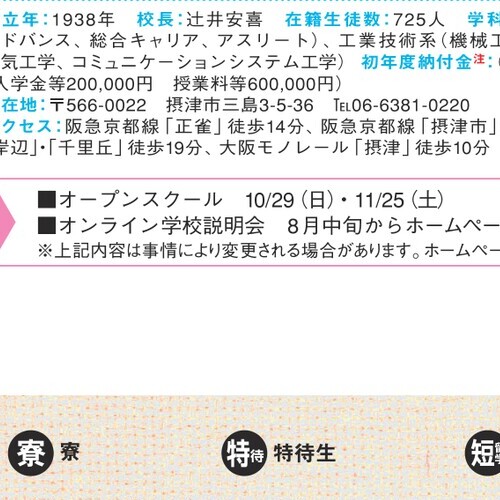 立年：1938年　校長：辻井安喜　在籍生徒数：725人　学科
ドバンス、総合キャリア、アスリート）、工業技術系（機械工
気工学、コミュニケーションシステム工学）　初年度納付金注：
入学金等200,000円　授業料等600,000円）
在地：〒566-0022　摂津市三島3-5-36　℡06-6381-0220
クセス：阪急京都線「正雀」徒歩14分、阪急京都線「摂津市」
岸辺」・「千里丘」徒歩19分、大阪モノレール「摂津」徒歩10分
■オープンスクール　10/29（日）・11/25（土）
■オンライン学校説明会　8月中旬からホームペー
※上記内容は事情により変更される場合があります。ホームペー
寮 寮　特待 特待生　短留学